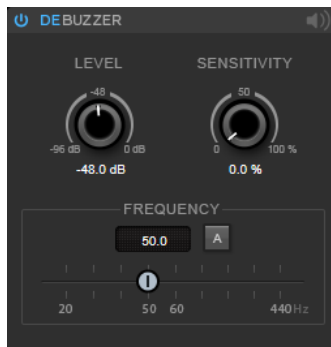 DEBUZZER
LEVEL SENSITIVITY
-48 50
-96 dB 0 dB 0 100 %
-48.0 dB 0.0 %
FREQUENCY
50.0 A
20 50 60 440 Hz